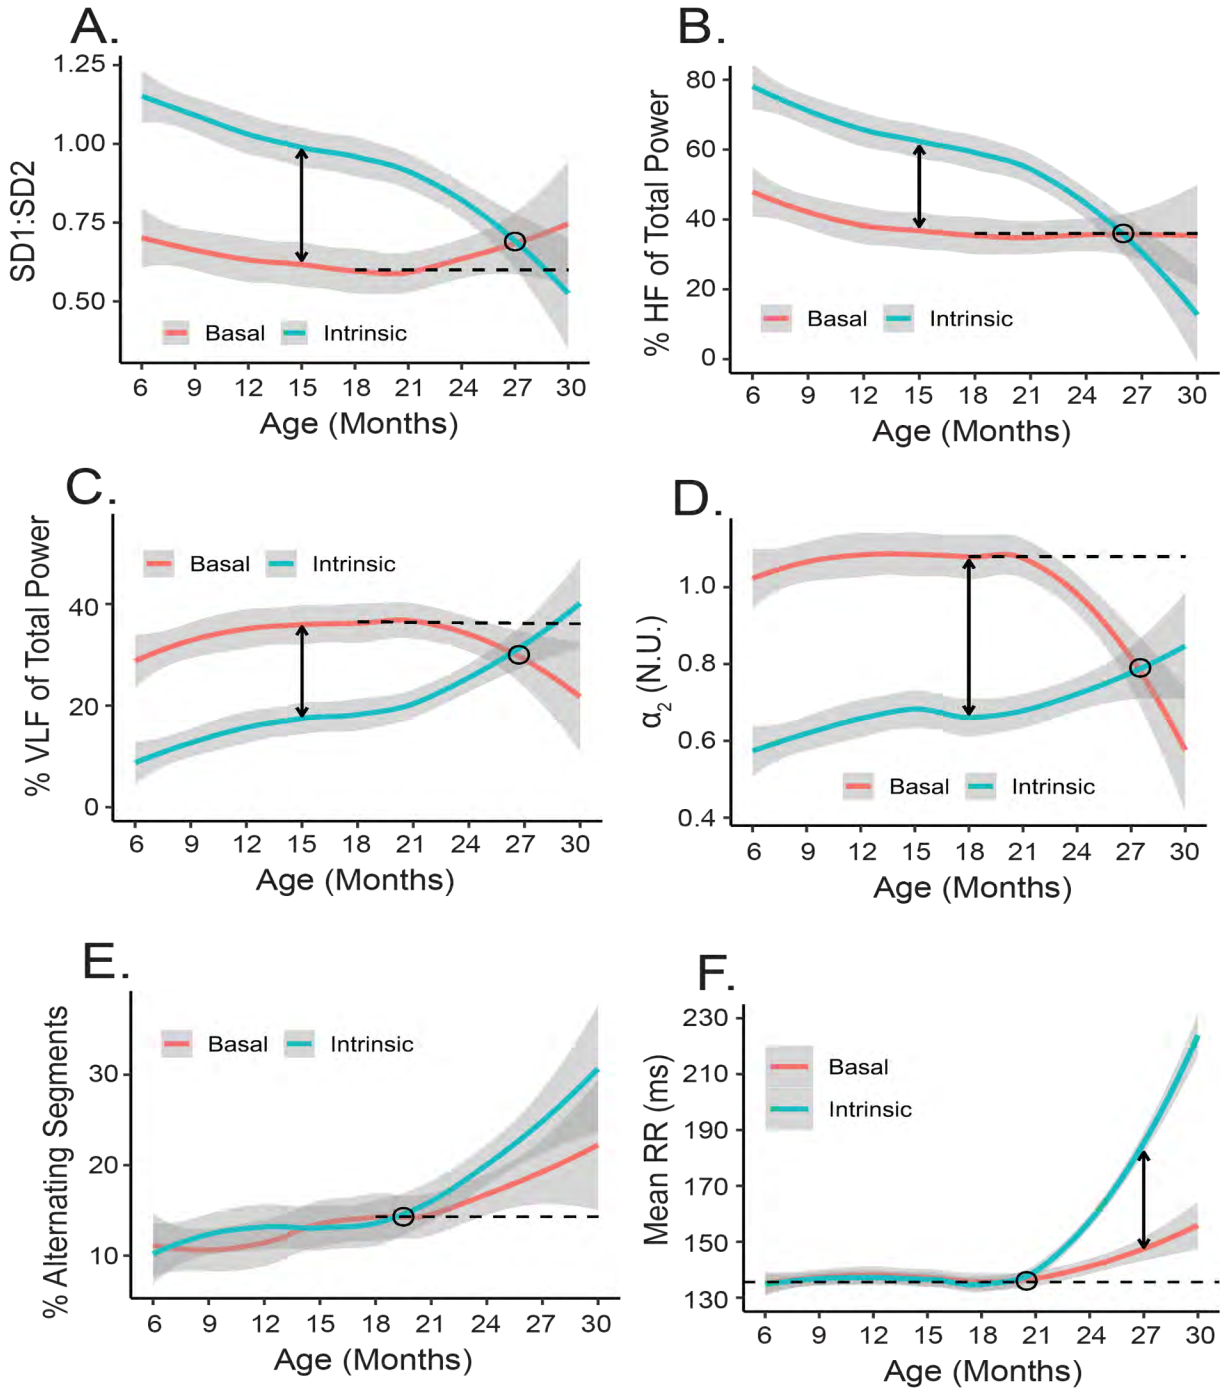 A.
SD1:SD2
1.25
1.00
0.75
0.50
Basal Intrinsic
6 9 12 15 18 21 24 27 30
Age (Months)
B.
% HF of Total Power
80
60
40
20
0
Basal Intrinsic
6 9 12 15 18 21 24 27 30
Age (Months)
C.
% VLF of Total Power
40
20
0
Basal Intrinsic
6 9 12 15 18 21 24 27 30
Age (Months)
D.
α₂ (N.U.)
1.0
0.8
0.6
0.4
Basal Intrinsic
6 9 12 15 18 21 24 27 30
Age (Months)
E.
% Alternating Segments
30
20
10
Basal Intrinsic
6 9 12 15 18 21 24 27 30
Age (Months)
F.
Mean RR (ms)
230
210
190
170
150
130
Basal
Intrinsic
6 9 12 15 18 21 24 27 30
Age (Months)